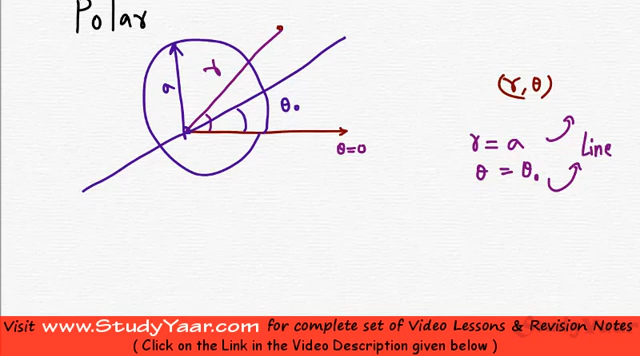 Polar
r
a
θ₀
θ=0
(r, θ)
r = a
Line
θ = θ₀
Visit www.StudyYaar.com for complete set of Video Lessons & Revision Notes
( Click on the Link in the Video Description given below )